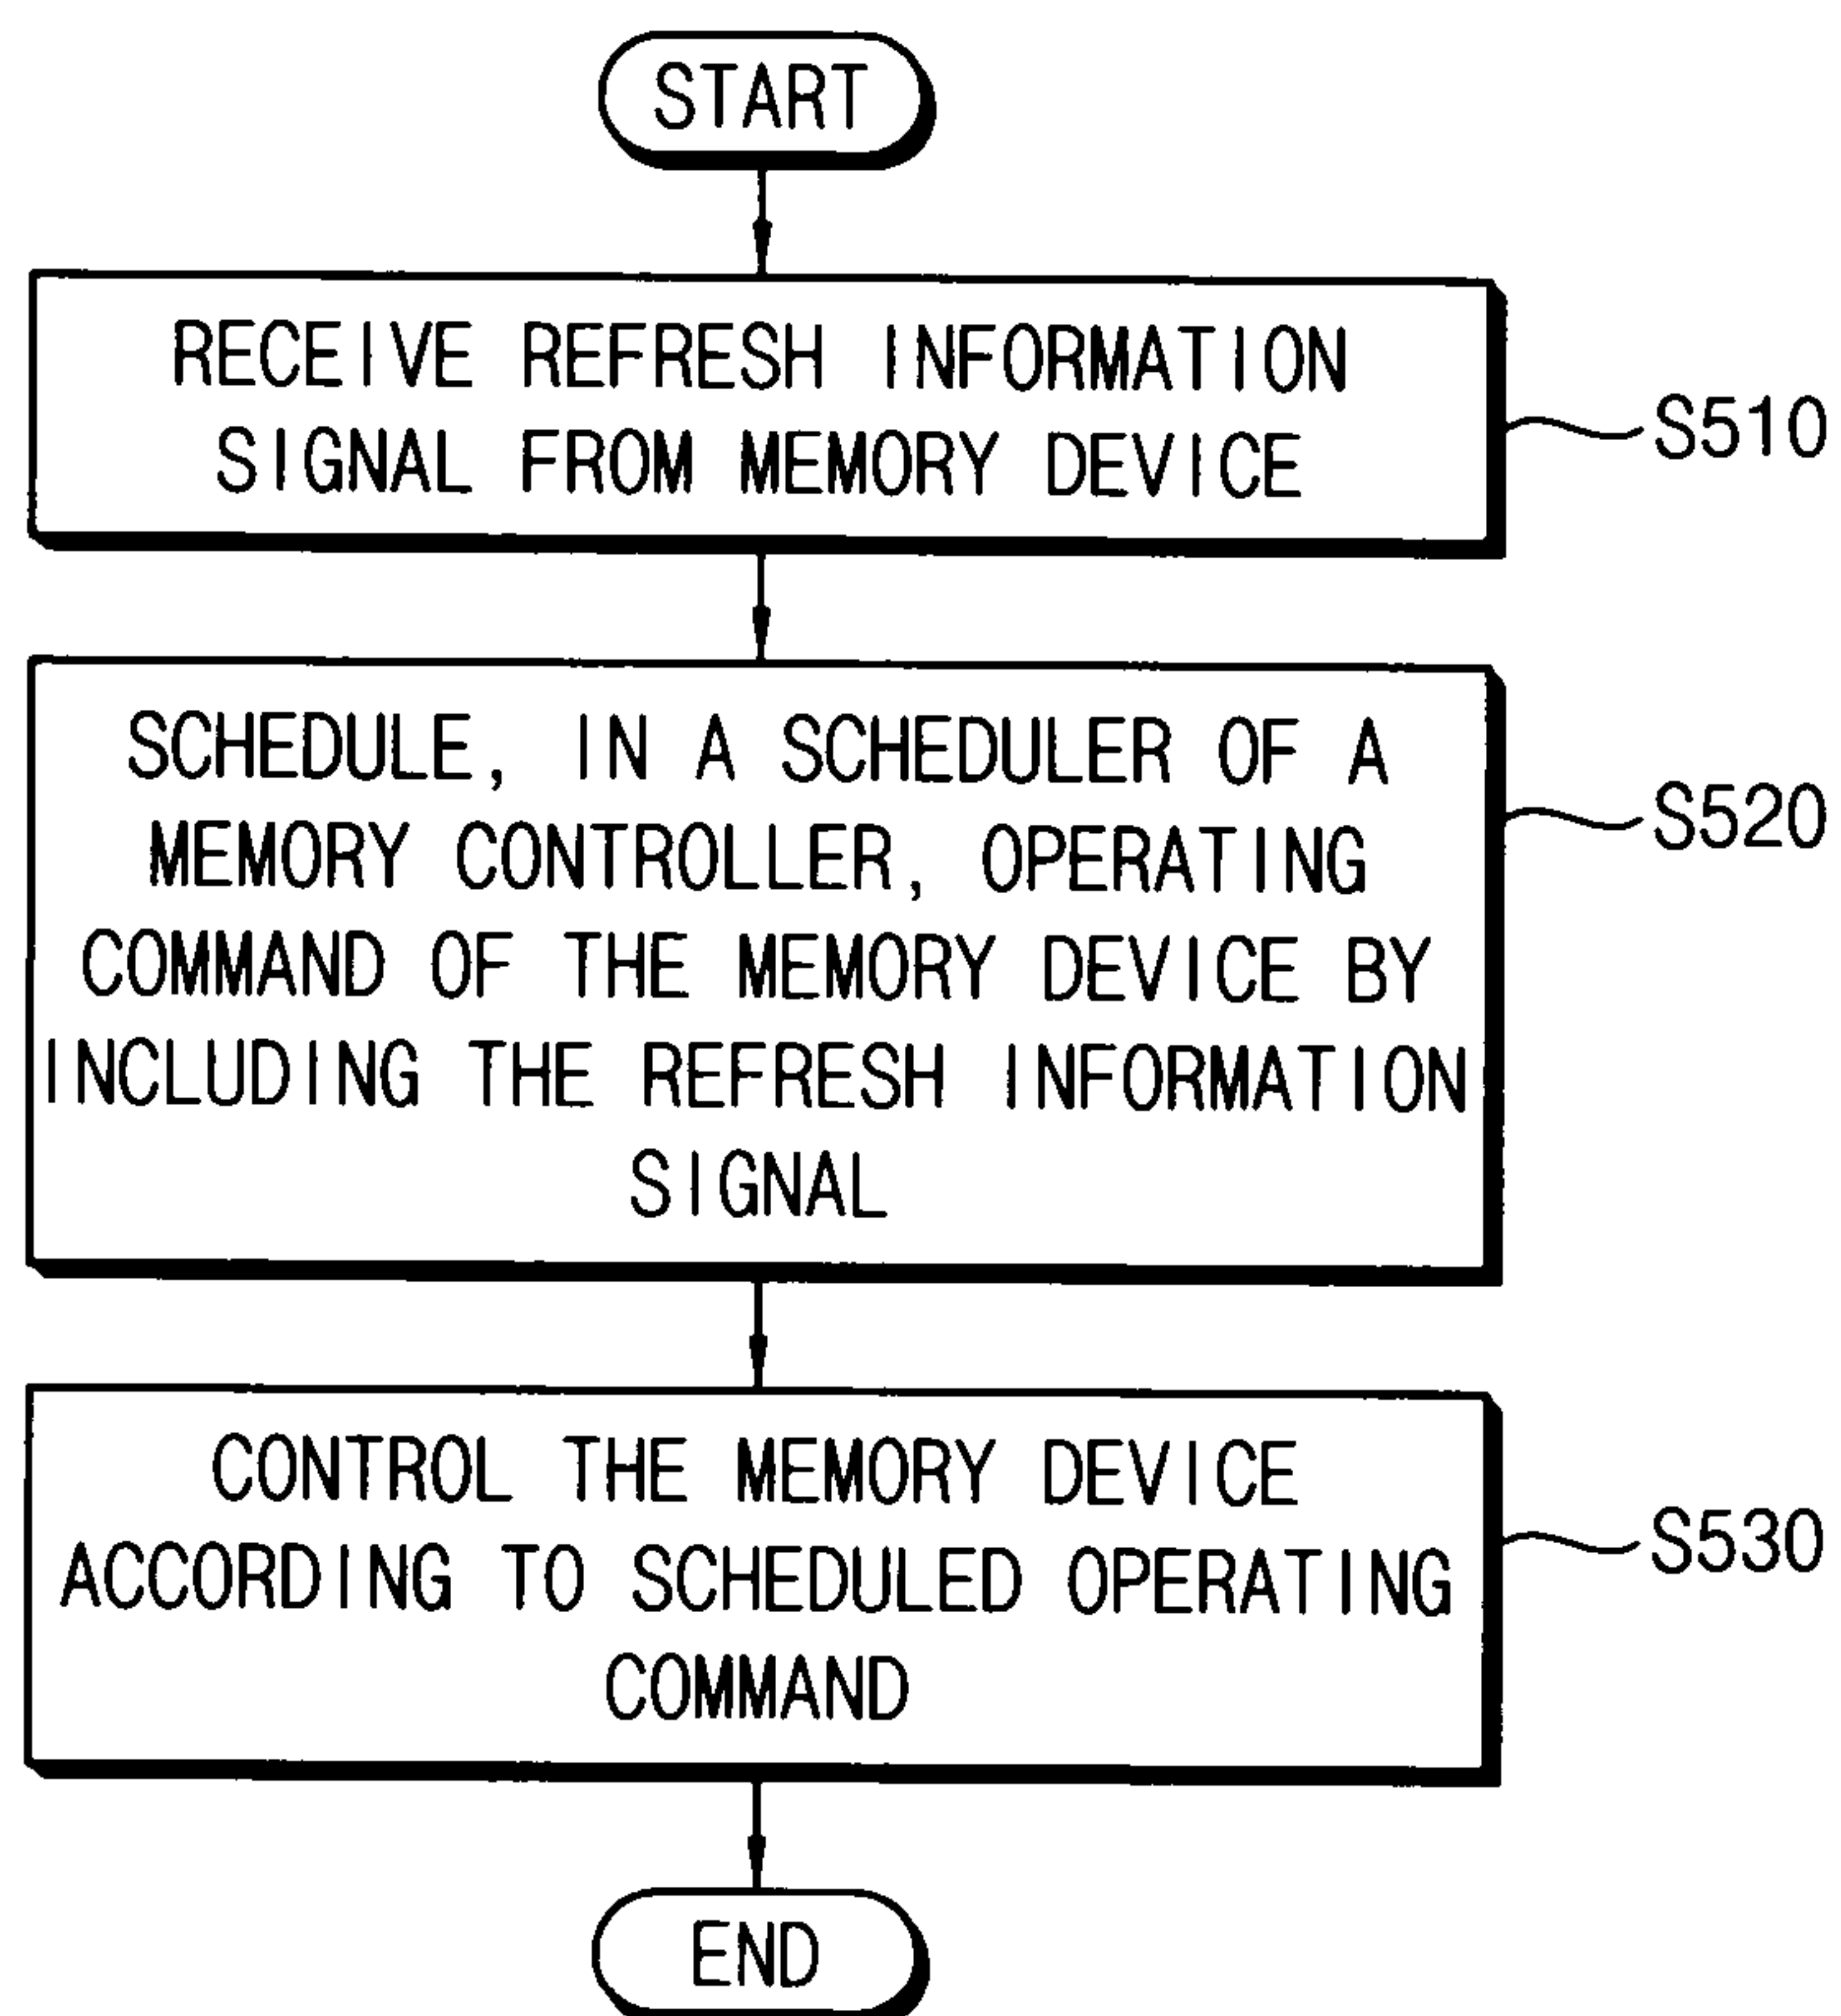 START
RECEIVE REFRESH INFORMATION
SIGNAL FROM MEMORY DEVICE
S510
SCHEDULE, IN A SCHEDULER OF A
MEMORY CONTROLLER, OPERATING
COMMAND OF THE MEMORY DEVICE BY
INCLUDING THE REFRESH INFORMATION
SIGNAL
S520
CONTROL THE MEMORY DEVICE
ACCORDING TO SCHEDULED OPERATING
COMMAND
S530
END